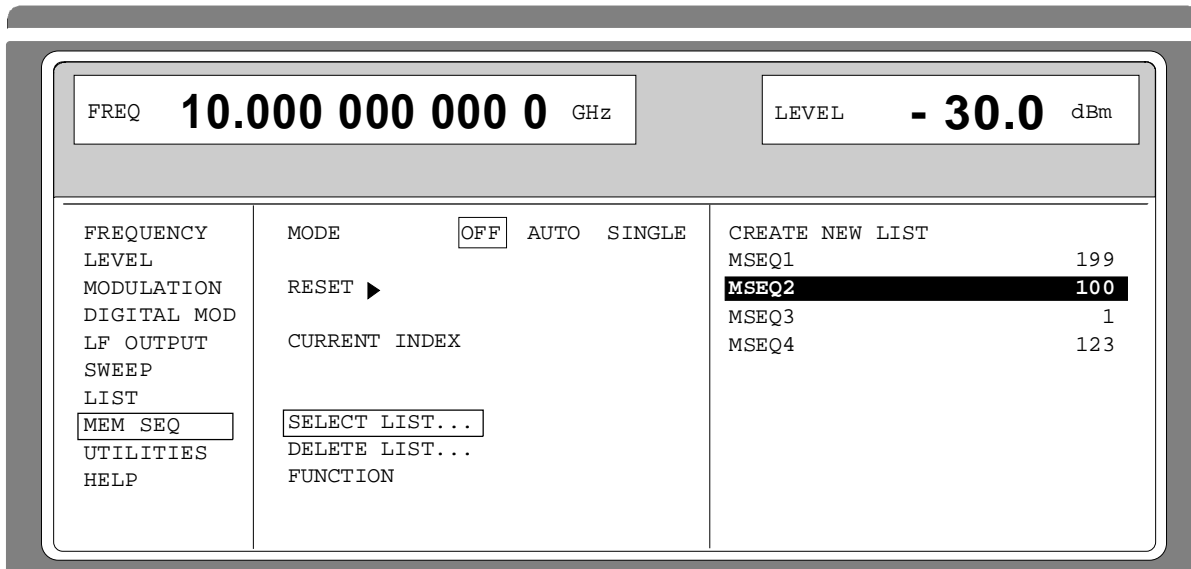 FREQ 10.000 000 000 0 GHz LEVEL - 30.0 dBm
FREQUENCY
LEVEL
MODULATION
DIGITAL MOD
LF OUTPUT
SWEEP
LIST
MEM SEQ
UTILITIES
HELP
MODE OFF AUTO SINGLE
RESET ▶
CURRENT INDEX
SELECT LIST...
DELETE LIST...
FUNCTION
CREATE NEW LIST
MSEQ1 199
MSEQ2 100
MSEQ3 1
MSEQ4 123